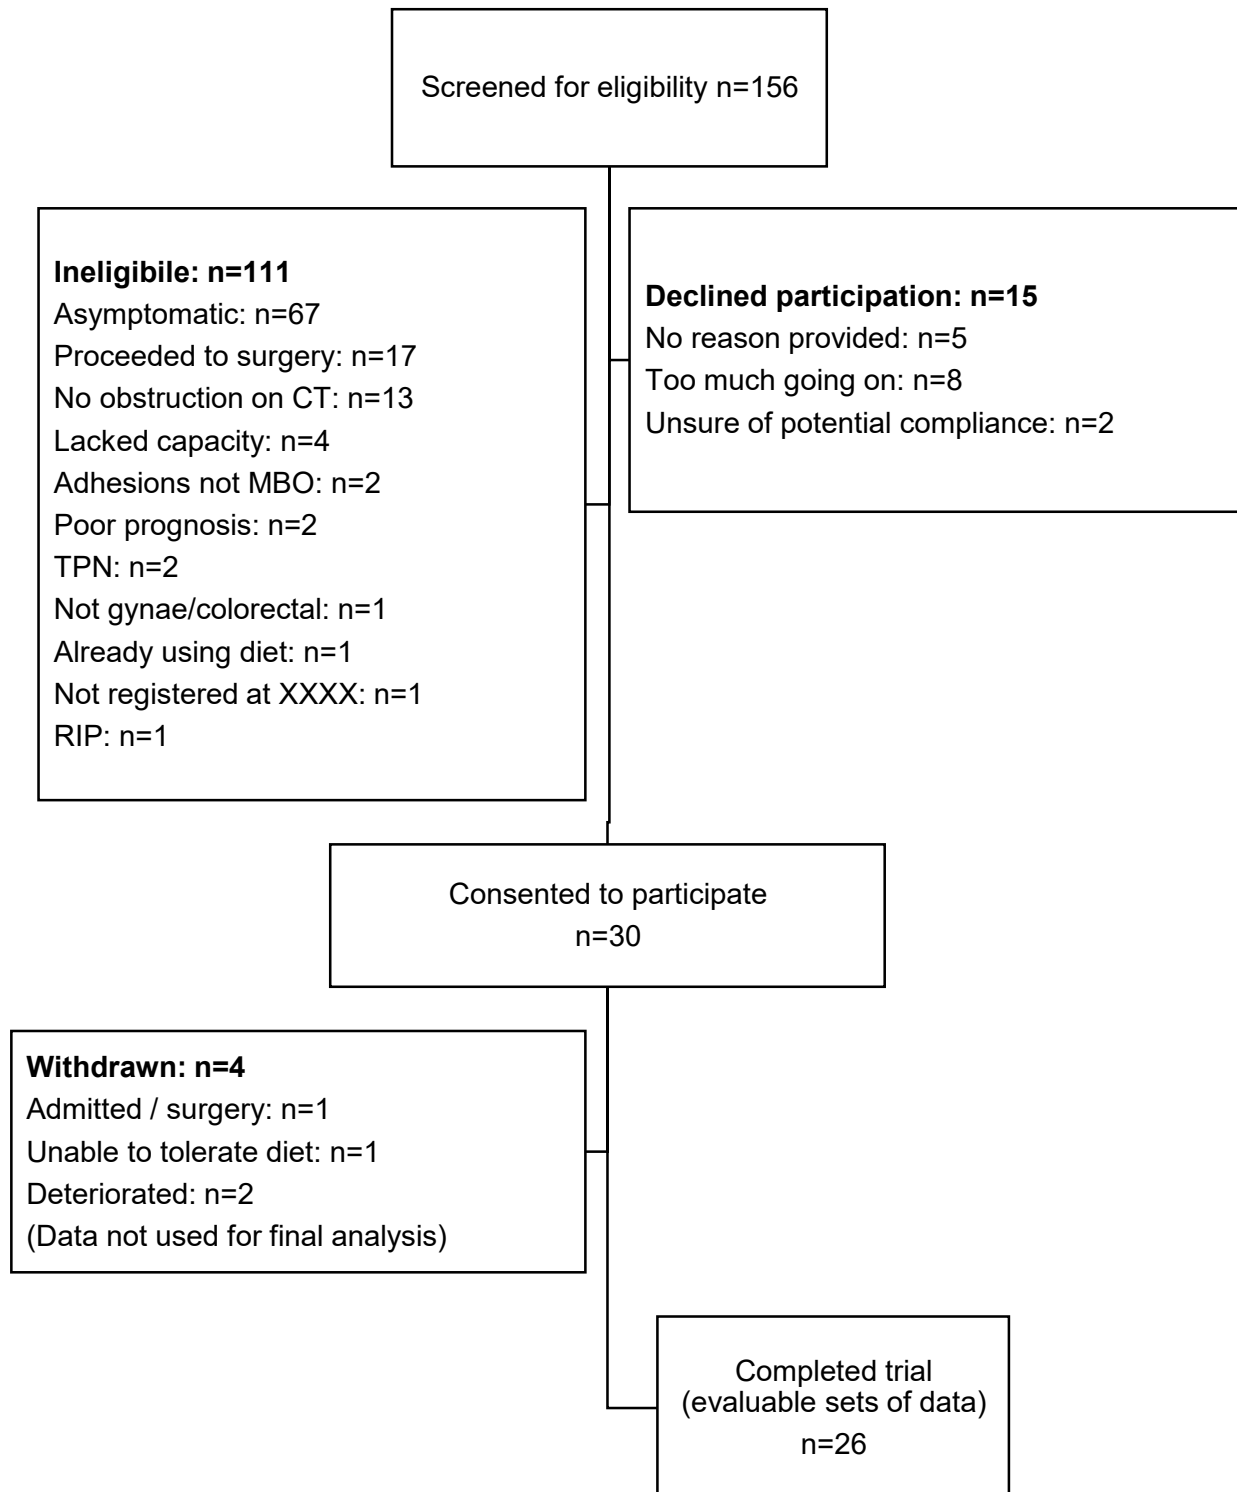 Screened for eligibility n=156
Ineligibile: n=111
Asymptomatic: n=67
Proceeded to surgery: n=17
No obstruction on CT: n=13
Lacked capacity: n=4
Adhesions not MBO: n=2
Poor prognosis: n=2
TPN: n=2
Not gynae/colorectal: n=1
Already using diet: n=1
Not registered at XXXX: n=1
RIP: n=1
Declined participation: n=15
No reason provided: n=5
Too much going on: n=8
Unsure of potential compliance: n=2
Consented to participate
n=30
Withdrawn: n=4
Admitted / surgery: n=1
Unable to tolerate diet: n=1
Deteriorated: n=2
(Data not used for final analysis)
Completed trial
(evaluable sets of data)
n=26